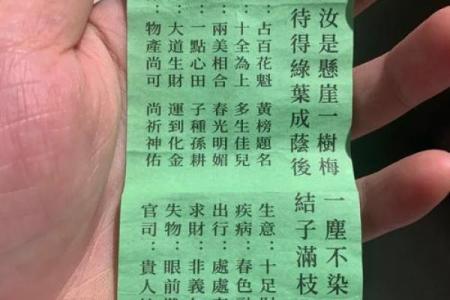 汝是懸崖一樹梅 一塵不染
待得綠葉成蔭後 結子滿枝
：占百花魁 黃榜題名 生意：十足
：十全為上 多生佳兒 疾病：春色
：兩美相合 春光明媚 出行：處處
：一點心田 子種孫耕 求財：非義
：大道生財 運到化金 失物：眼前
：物產尚可 尚祈神佑 官司：貴人